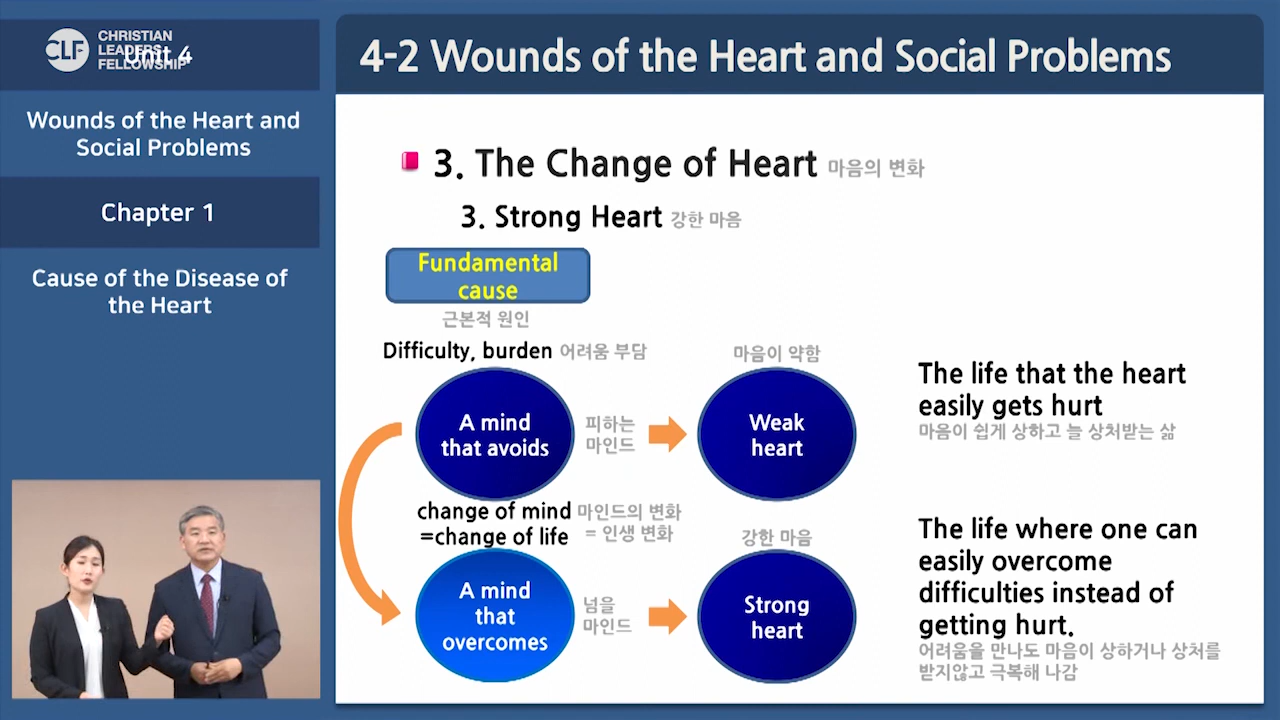 CLF CHRISTIAN
LEADERS
FELLOWSHIP
Unit 4
Wounds of the Heart and
Social Problems
Chapter 1
Cause of the Disease of
the Heart
4-2 Wounds of the Heart and Social Problems
3. The Change of Heart 마음의 변화
3. Strong Heart 강한 마음
Fundamental
cause
근본적 원인
Difficulty, burden 어려움 부담
A mind
that avoids
피하는
마인드
마음이 약함
Weak
heart
The life that the heart
easily gets hurt
마음이 쉽게 상하고 늘 상처받는 삶
change of mind 마인드의 변화
=change of life = 인생 변화
A mind
that
overcomes
넘을
마인드
강한 마음
Strong
heart
The life where one can
easily overcome
difficulties instead of
getting hurt.
어려움을 만나도 마음이 상하거나 상처를
받지않고 극복해 나감